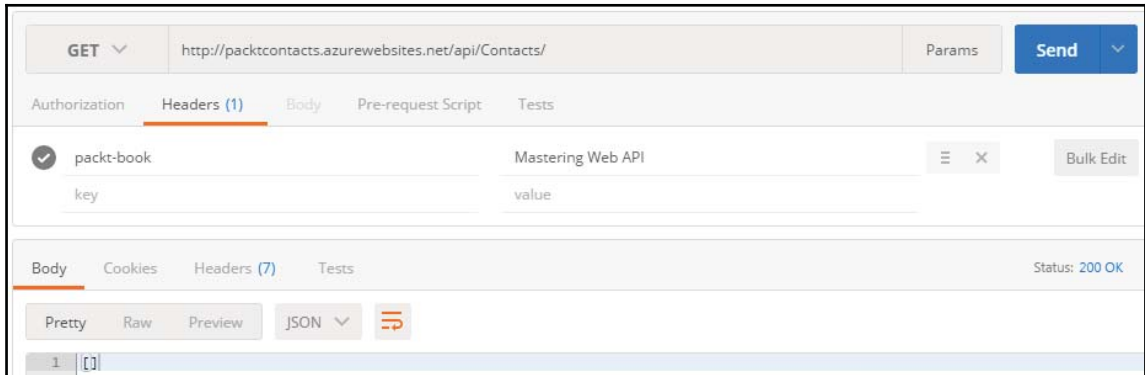 GET http://packtcontacts.azurewebsites.net/api/Contacts/ Params Send
Authorization Headers (1) Body Pre-request Script Tests
packt-book Mastering Web API Bulk Edit
key value
Body Cookies Headers (7) Tests Status: 200 OK
Pretty Raw Preview JSON
1 []